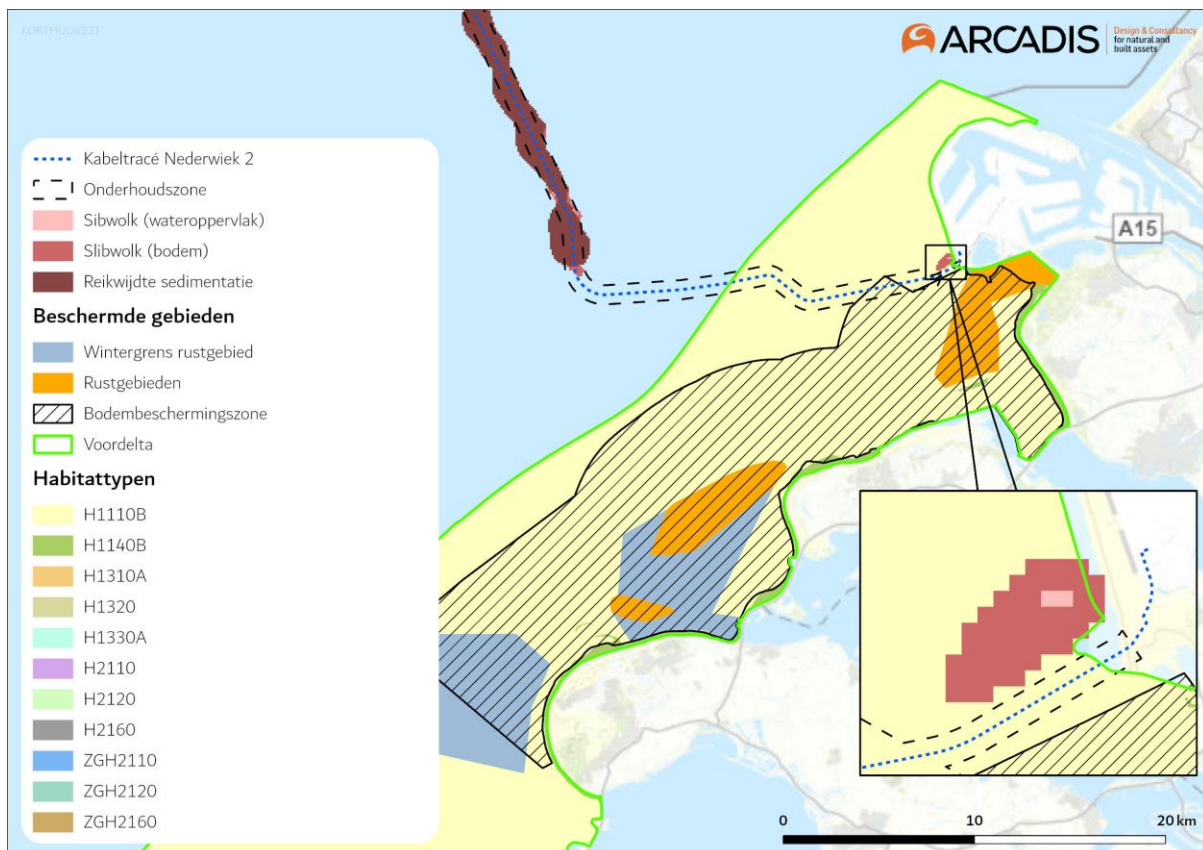 KORTHUU6221
ARCADIS
Design & Consultancy
for natural and
built assets
Kabeltracé Nederwiek 2
Onderhoudszone
Sibwolk (wateroppervlak)
Slibwolk (bodem)
Reikwijdte sedimentatie
Beschermde gebieden
Wintergrens rustgebied
Rustgebieden
Bodembeschermingszone
Voordelta
Habitattypen
H1110B
H1140B
H1310A
H1320
H1330A
H2110
H2120
H2160
ZGH2110
ZGH2120
ZGH2160
A15
0 10 20 km